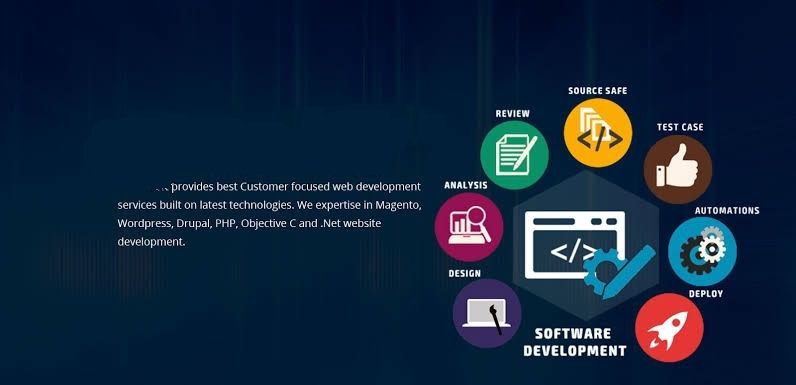 provides best Customer focused web development
services built on latest technologies. We expertise in Magento,
Wordpress, Drupal, PHP, Objective C and .Net website
development.
SOURCE SAFE
REVIEW
TEST CASE
ANALYSIS
AUTOMATIONS
</>
</>
DESIGN
DEPLOY
SOFTWARE
DEVELOPMENT